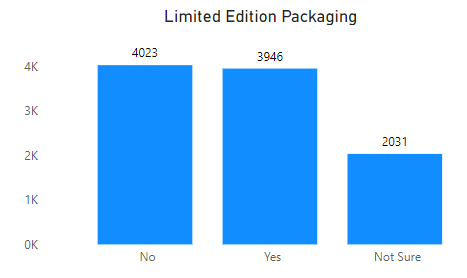 Limited Edition Packaging
4023
3946
2031
4K
3K
2K
1K
0K
No Yes Not Sure